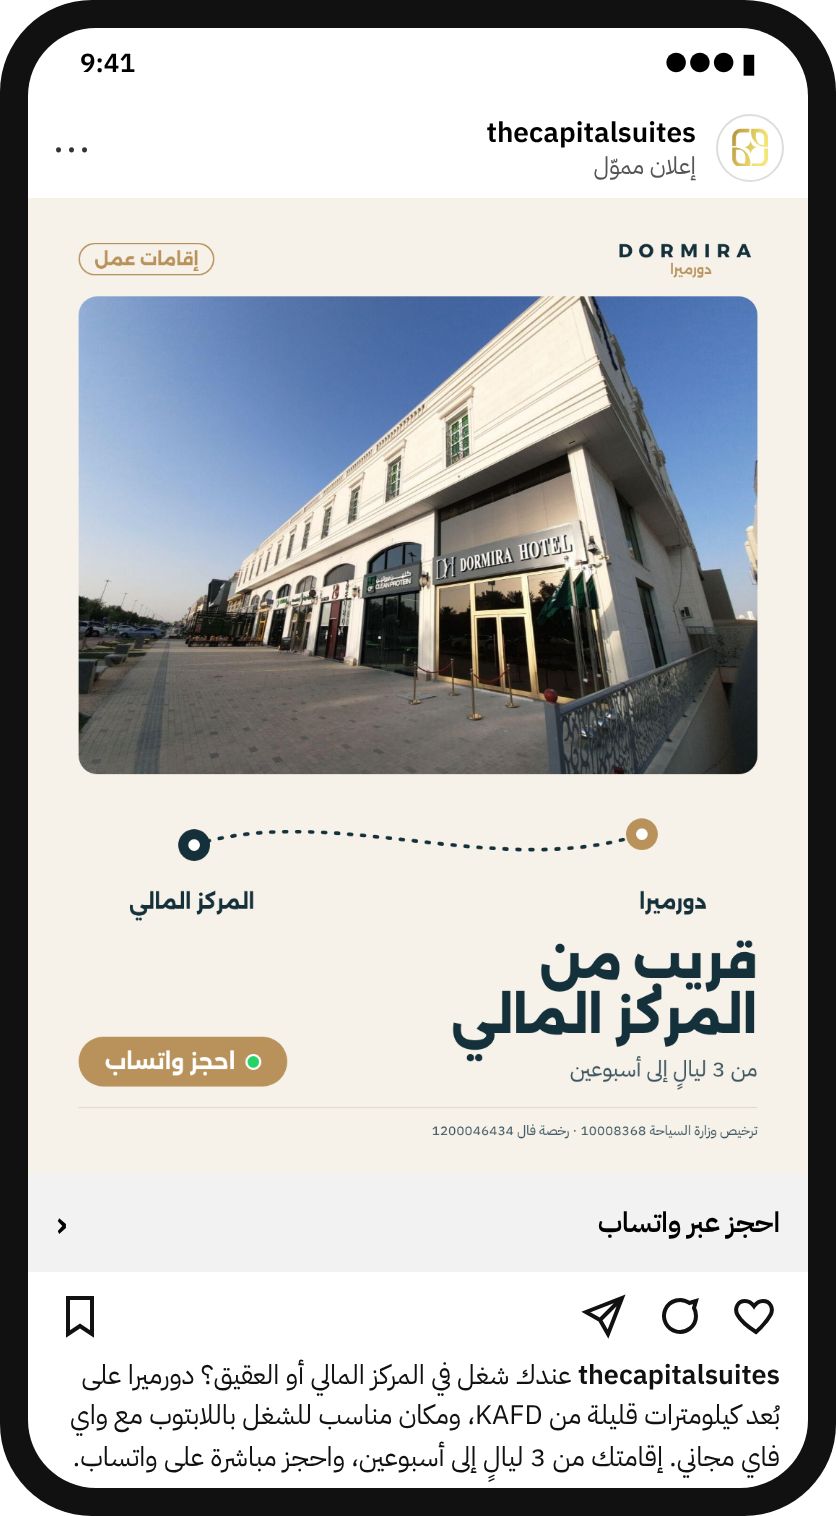 9:41
thecapitalsuites
إعلان مموّل
DORMIRA
دورميرا
إقامات عمل
DORMIRA HOTEL
CLEAN PROTEIN
دورميرا
المركز المالي
قريب من
المركز المالي
من 3 ليالٍ إلى أسبوعين
احجز واتساب
ترخيص وزارة السياحة 10008368 · رخصة فال 1200046434
احجز عبر واتساب
thecapitalsuites عندك شغل في المركز المالي أو العقيق؟ دورميرا على
بُعد كيلومترات قليلة من KAFD، ومكان مناسب للشغل باللابتوب مع واي
فاي مجاني. إقامتك من 3 ليالٍ إلى أسبوعين، واحجز مباشرة على واتساب.